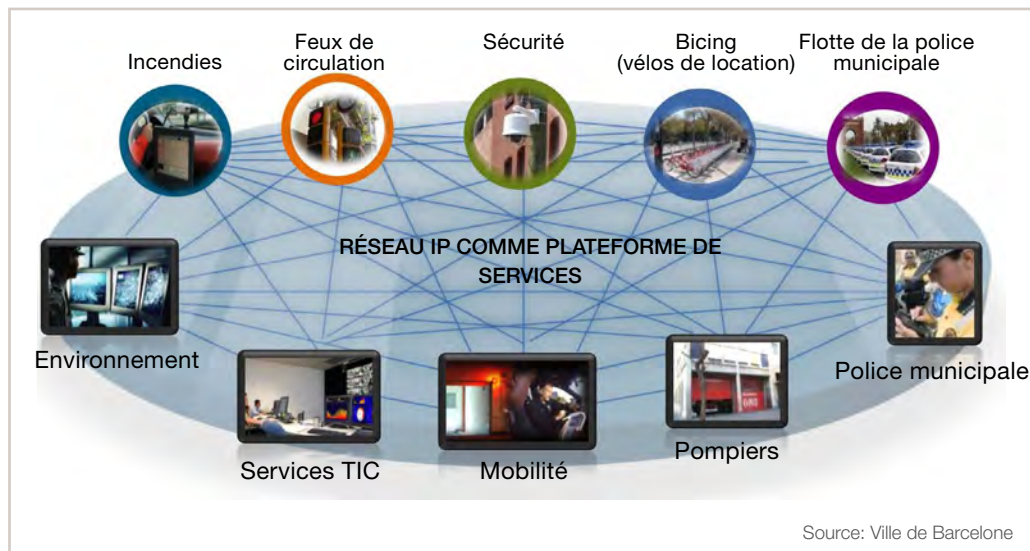 Incendies
Feux de
circulation
Sécurité
Bicing
(vélos de location)
Flotte de la police
municipale
RÉSEAU IP COMME PLATEFORME DE
SERVICES
Environnement
Services TIC
Mobilité
Pompiers
Police municipale
Source: Ville de Barcelone